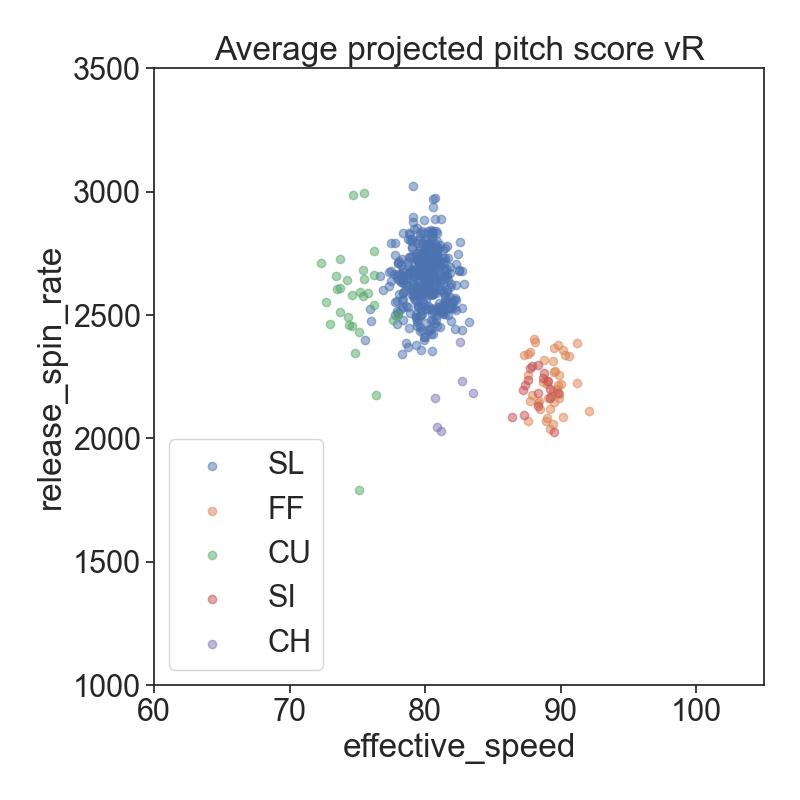 Average projected pitch score vR
3500
3000
2500
2000
1500
1000
release_spin_rate
SL
FF
CU
SI
CH
60
70
80
90
100
effective_speed